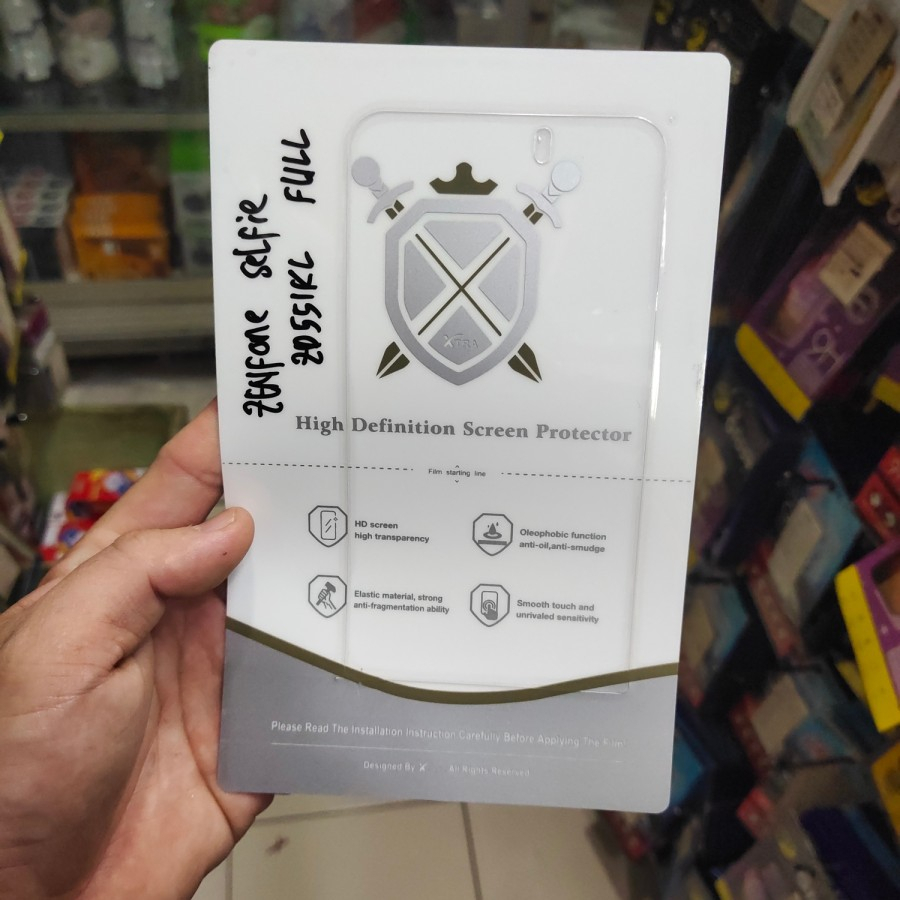 ZENFONE SELFIE
ZD551KL FULL
XTRA
High Definition Screen Protector
Film starting line
HD screen
high transparency
Oleophobic function
anti-oil,anti-smudge
Elastic material, strong
anti-fragmentation ability
Smooth touch and
unrivaled sensitivity
Please Read The Installation Instruction Carefully Before Applying The
Designed By X All Rights Reserved